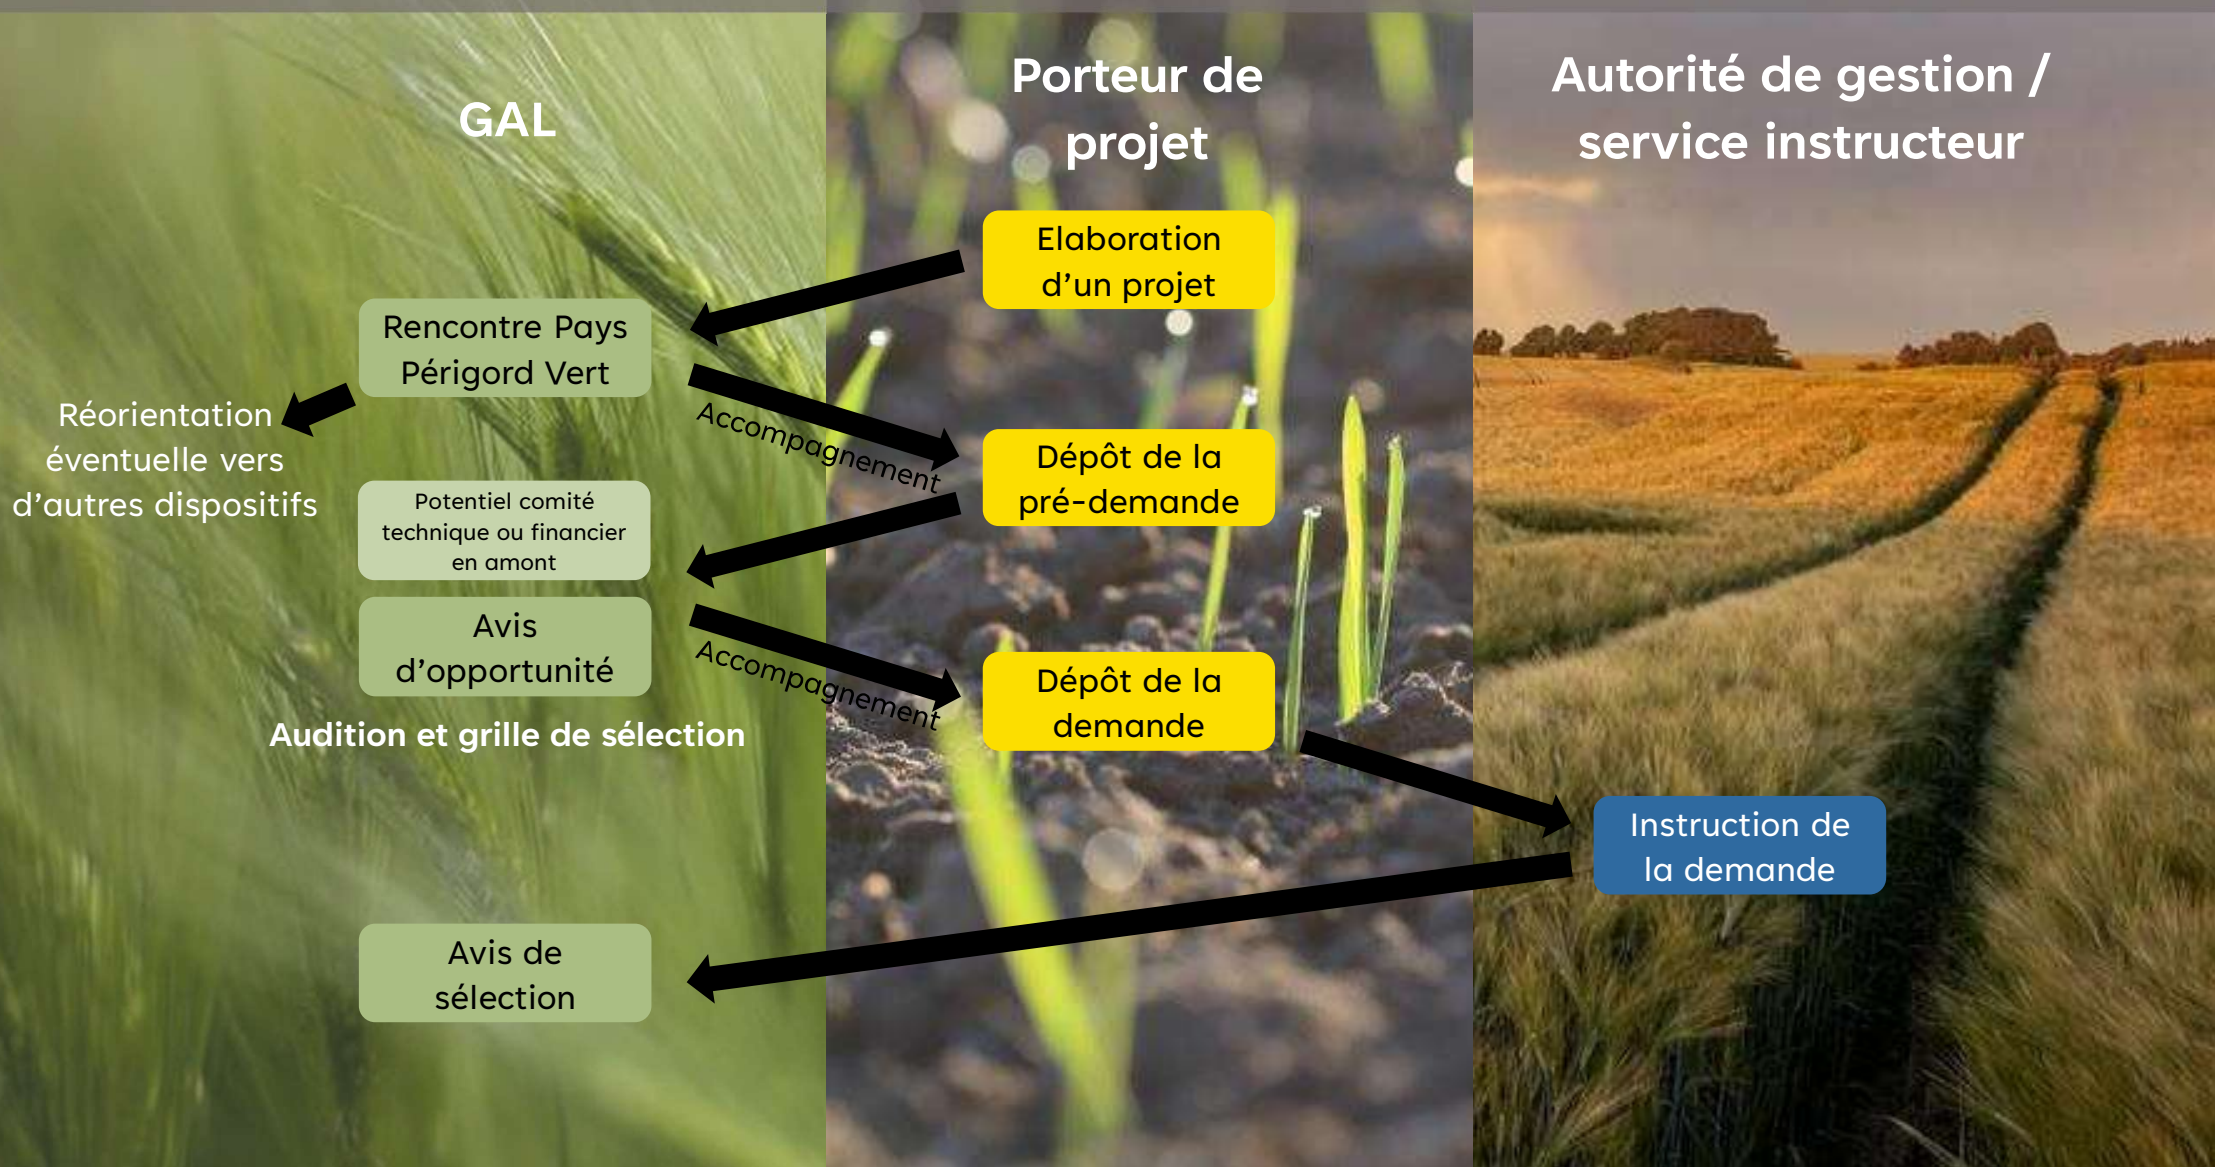 GAL
Porteur de
projet
Autorité de gestion /
service instructeur
Elaboration
d’un projet
Rencontre Pays
Périgord Vert
Réorientation
éventuelle vers
d’autres dispositifs
Accompagnement
Dépôt de la
pré-demande
Potentiel comité
technique ou financier
en amont
Avis
d’opportunité
Accompagnement
Audition et grille de sélection
Dépôt de la
demande
Instruction de
la demande
Avis de
sélection